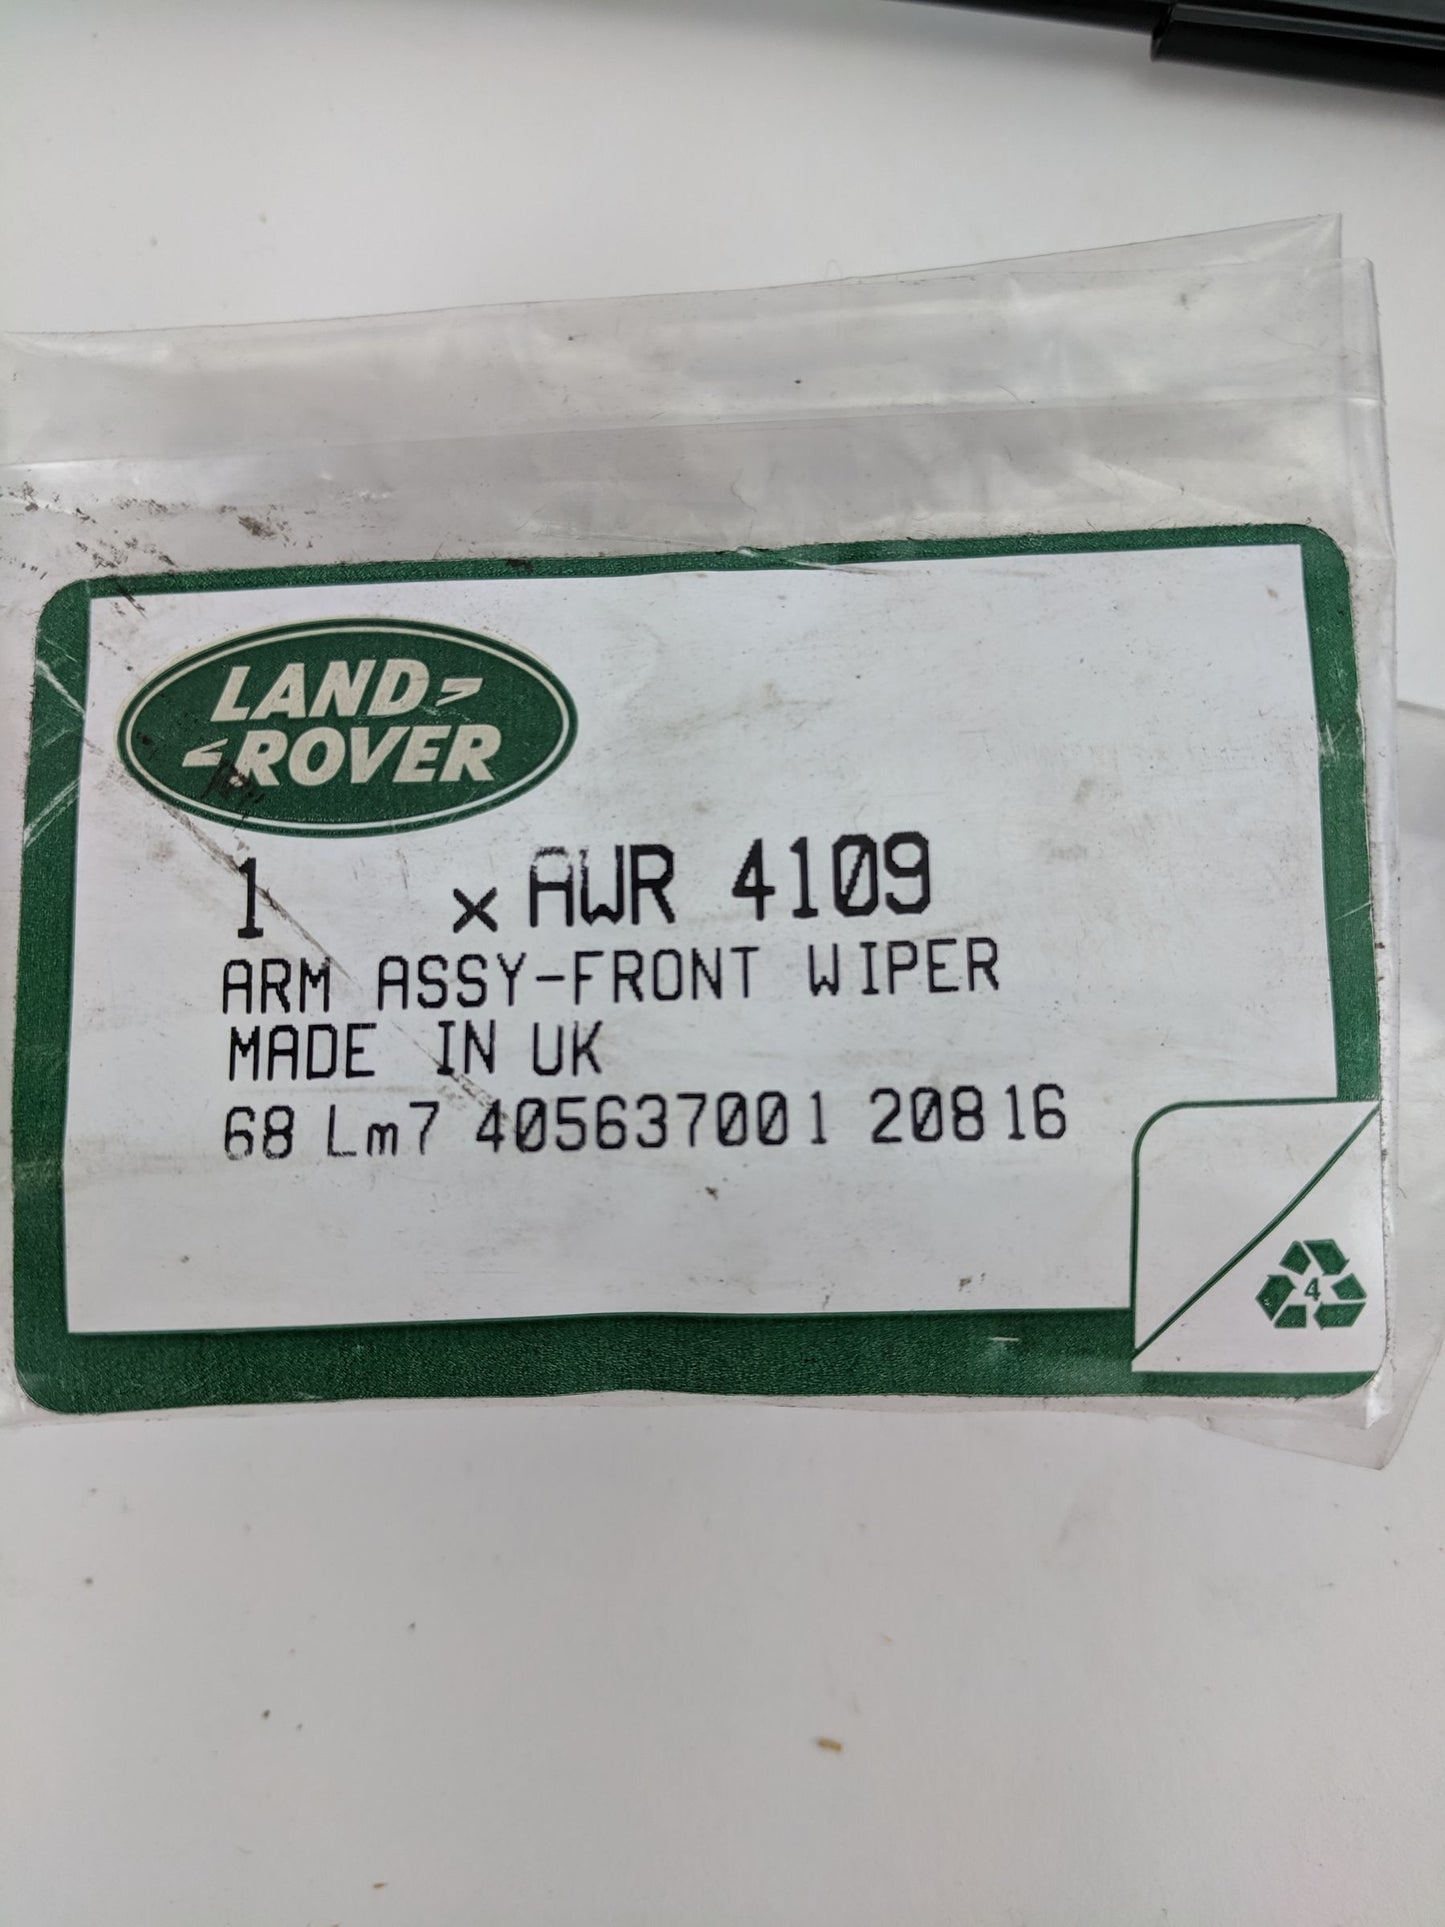 LAND
ROVER
1 x AWR 4109
ARM ASSY-FRONT WIPER
MADE IN UK
68 Lm7 405637001 20816
4